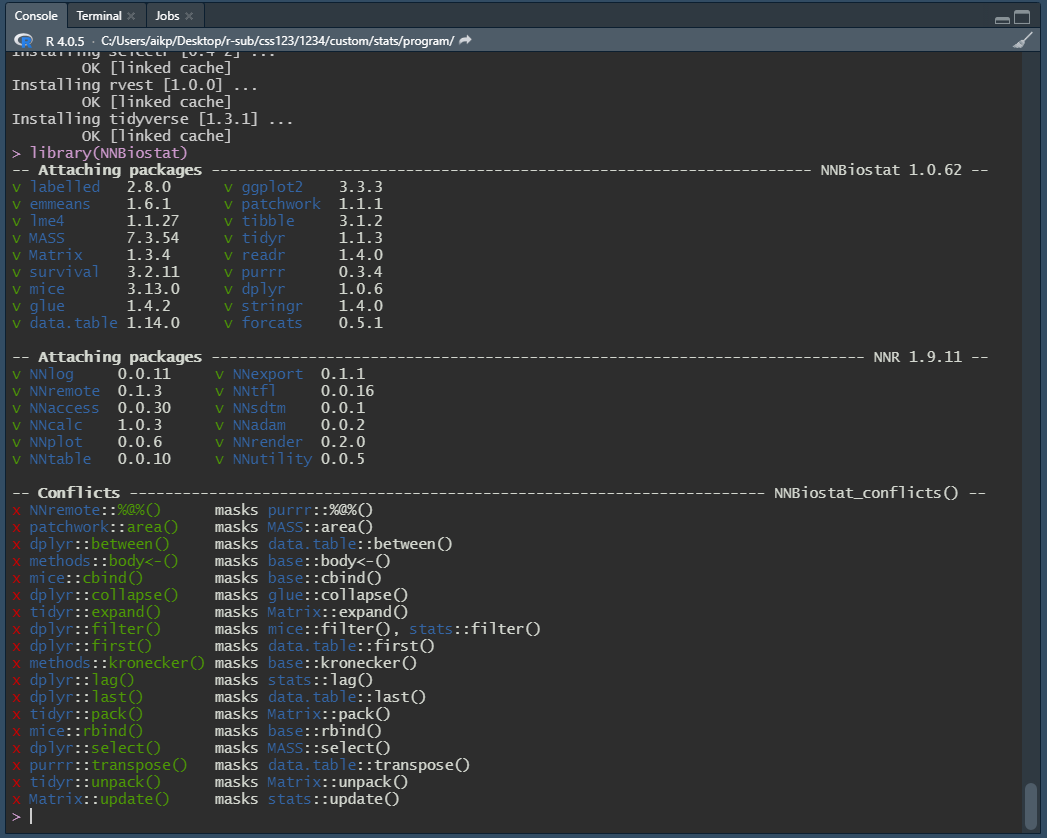 Console Terminal Jobs
R 4.0.5 · C:/Users/aikp/Desktop/r-sub/css123/1234/custom/stats/program/
Installing selectr [0.4-2] ...
OK [linked cache]
Installing rvest [1.0.0] ...
OK [linked cache]
Installing tidyverse [1.3.1] ...
OK [linked cache]
> library(NNBiostat)
-- Attaching packages -------------------------------------------------------------------- NNBiostat 1.0.62 --
v labelled 2.8.0 v ggplot2 3.3.3
v emmeans 1.6.1 v patchwork 1.1.1
v lme4 1.1.27 v tibble 3.1.2
v MASS 7.3.54 v tidyr 1.1.3
v Matrix 1.3.4 v readr 1.4.0
v survival 3.2.11 v purrr 0.3.4
v mice 3.13.0 v dplyr 1.0.6
v glue 1.4.2 v stringr 1.4.0
v data.table 1.14.0 v forcats 0.5.1
-- Attaching packages -------------------------------------------------------------------------- NNR 1.9.11 --
v NNlog 0.0.11 v NNexport 0.1.1
v NNremote 0.1.3 v NNtfl 0.0.16
v NNaccess 0.0.30 v NNsdtm 0.0.1
v NNcalc 1.0.3 v NNadam 0.0.2
v NNplot 0.0.6 v NNrender 0.2.0
v NNtable 0.0.10 v NNutility 0.0.5
-- Conflicts ------------------------------------------------------------------------ NNBiostat_conflicts() --
x NNremote::%@%() masks purrr::%@%()
x patchwork::area() masks MASS::area()
x dplyr::between() masks data.table::between()
x methods::body<-() masks base::body<-()
x mice::cbind() masks base::cbind()
x dplyr::collapse() masks glue::collapse()
x tidyr::expand() masks Matrix::expand()
x dplyr::filter() masks mice::filter(), stats::filter()
x dplyr::first() masks data.table::first()
x methods::kronecker() masks base::kronecker()
x dplyr::lag() masks stats::lag()
x dplyr::last() masks data.table::last()
x tidyr::pack() masks Matrix::pack()
x mice::rbind() masks base::rbind()
x dplyr::select() masks MASS::select()
x purrr::transpose() masks data.table::transpose()
x tidyr::unpack() masks Matrix::unpack()
x Matrix::update() masks stats::update()
>